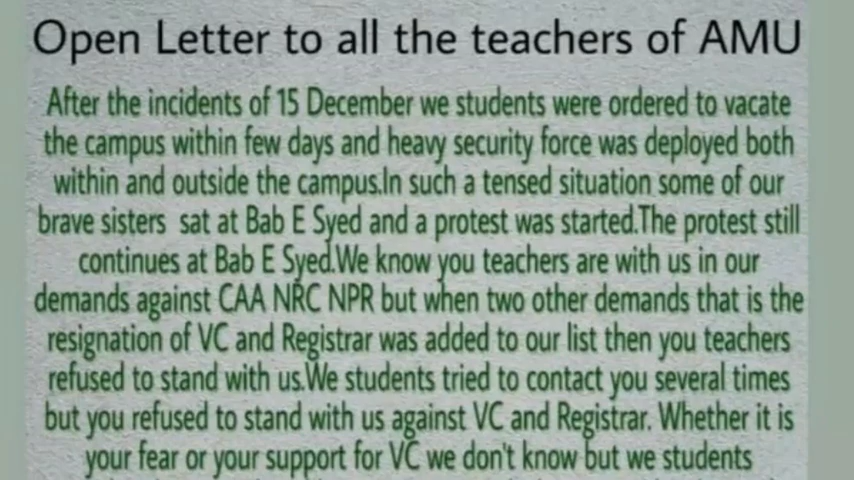 Open Letter to all the teachers of AMU
After the incidents of 15 December we students were ordered to vacate
the campus within few days and heavy security force was deployed both
within and outside the campus.In such a tensed situation some of our
brave sisters sat at Bab E Syed and a protest was started.The protest still
continues at Bab E Syed.We know you teachers are with us in our
demands against CAA NRC NPR but when two other demands that is the
resignation of VC and Registrar was added to our list then you teachers
refused to stand with us.We students tried to contact you several times
but you refused to stand with us against VC and Registrar. Whether it is
your fear or your support for VC we don't know but we students